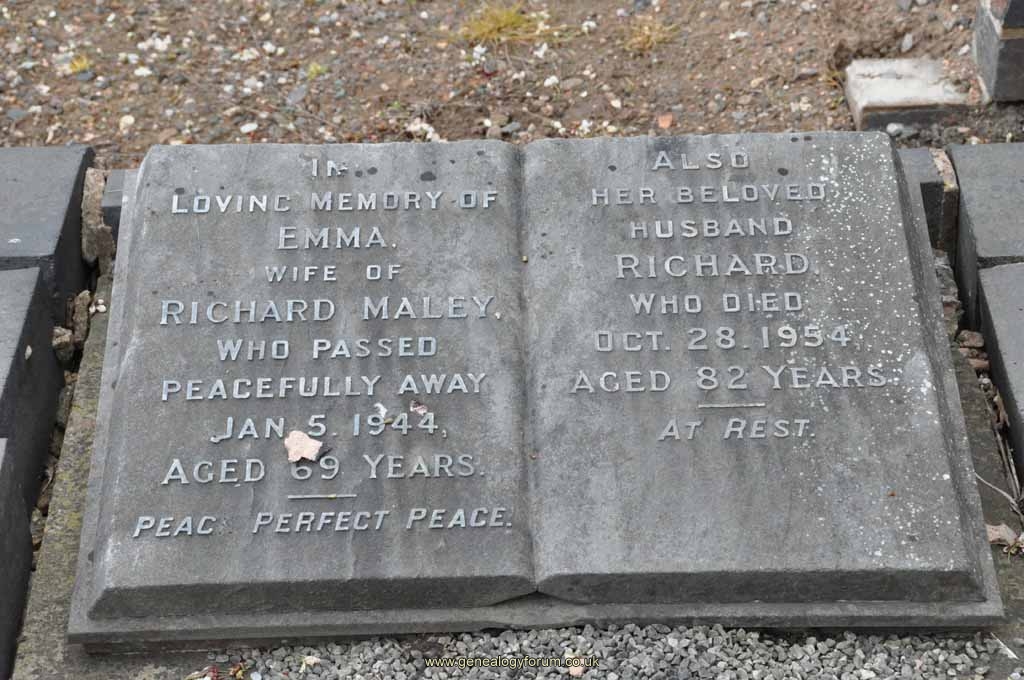 IN
LOVING MEMORY OF
EMMA.
WIFE OF
RICHARD MALEY,
WHO PASSED
PEACEFULLY AWAY
JAN. 5. 1944,
AGED 69 YEARS.
PEAC PERFECT PEACE.
ALSO
HER BELOVED
HUSBAND
RICHARD.
WHO DIED
OCT. 28. 1954
AGED 82 YEARS
AT REST.
www.genealogyforum.co.uk